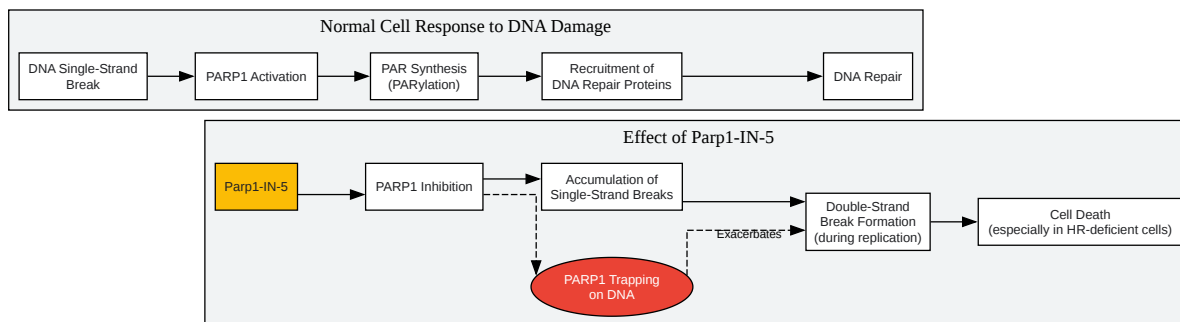 Normal Cell Response to DNA Damage
DNA Single-Strand
Break
PARP1 Activation
PAR Synthesis
(PARylation)
Recruitment of
DNA Repair Proteins
DNA Repair
Effect of Parp1-IN-5
Parp1-IN-5
PARP1 Inhibition
Accumulation of
Single-Strand Breaks
Double-Strand
Break Formation
(during replication)
Cell Death
(especially in HR-deficient cells)
Exacerbates
PARP1 Trapping
on DNA